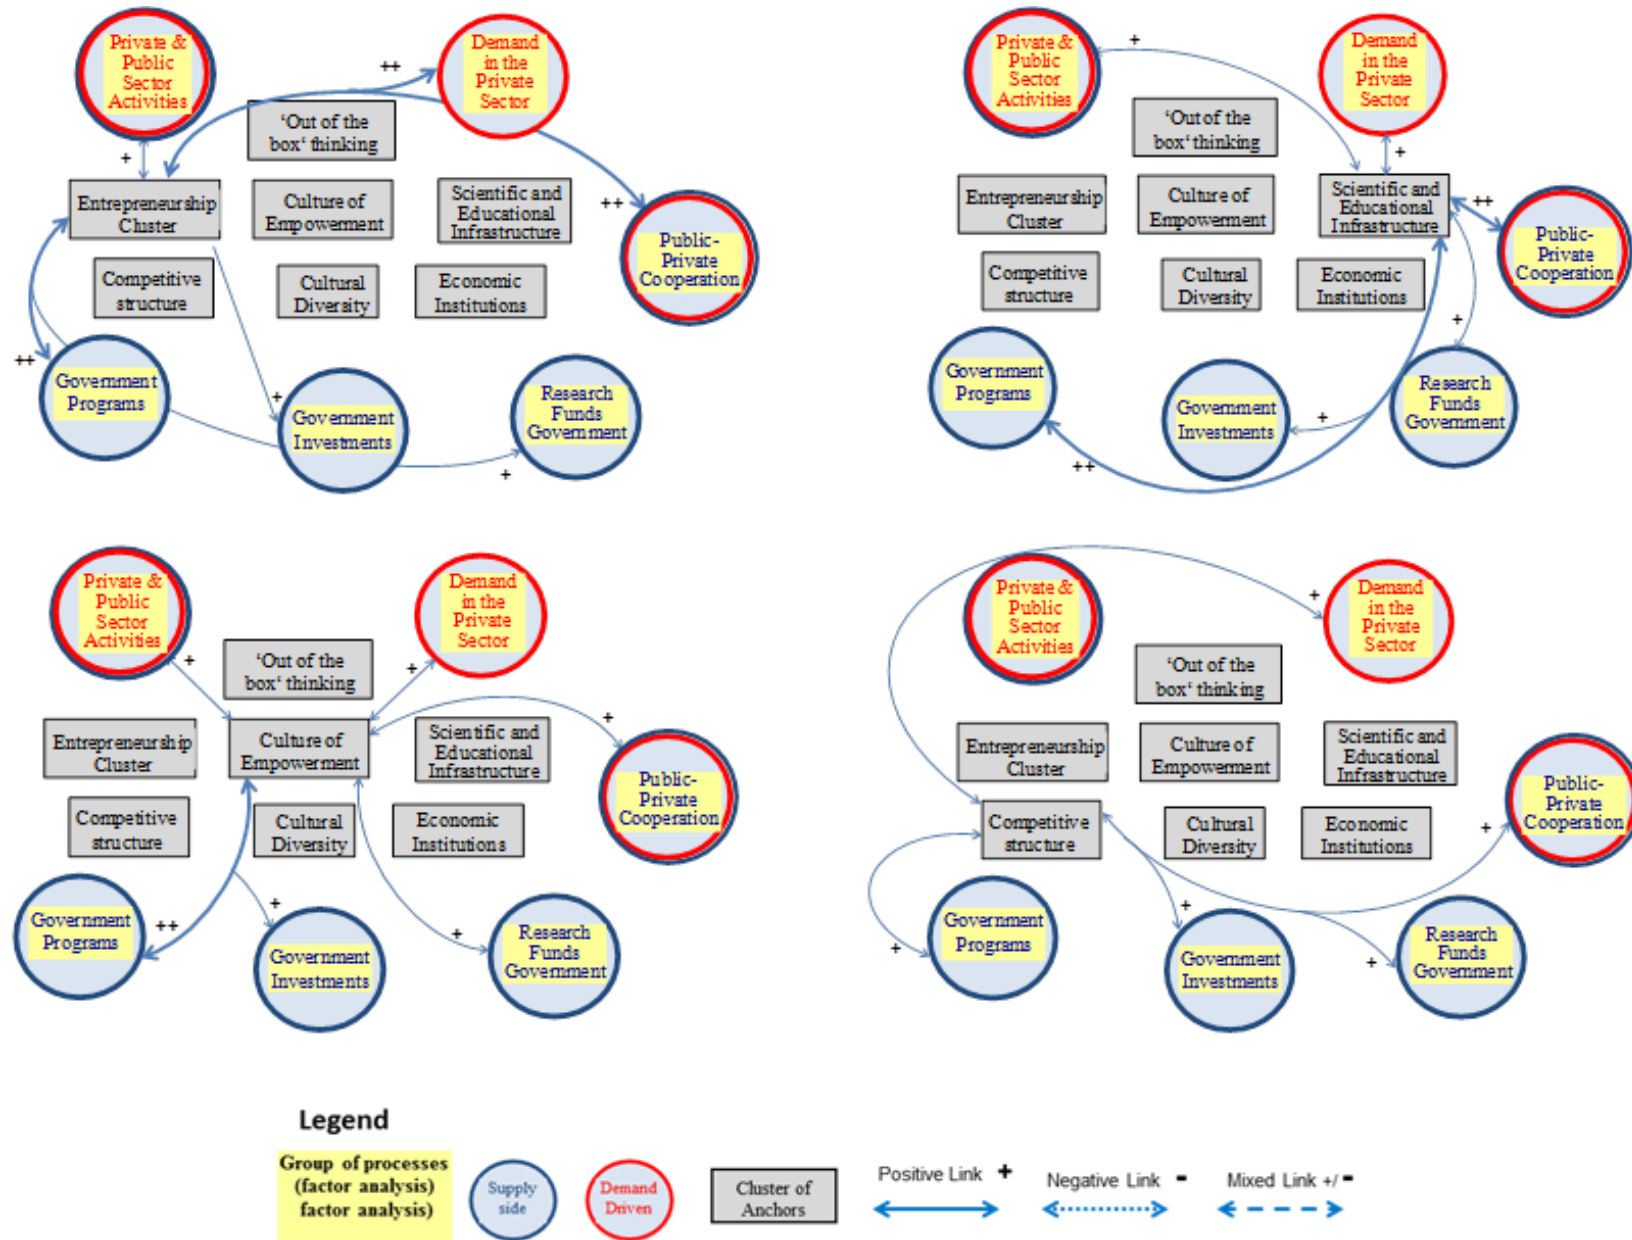 Private &
Public
Sector
Activities
+
++
Demand
in the
Private
Sector
'Out of the
box' thinking
Entrepreneurship
Cluster
Culture of
Empowerment
Scientific and
Educational
Infrastructure
++
Public-
Private
Cooperation
Competitive
structure
Cultural
Diversity
Economic
Institutions
++
Government
Programs
+
Government
Investments
Research
Funds
Government
+
Private &
Public
Sector
Activities
+
Demand
in the
Private
Sector
+
'Out of the
box' thinking
Entrepreneurship
Cluster
Culture of
Empowerment
Scientific and
Educational
Infrastructure
++
Public-
Private
Cooperation
Competitive
structure
Cultural
Diversity
Economic
Institutions
+
Government
Programs
++
Government
Investments
+
Research
Funds
Government
Private &
Public
Sector
Activities
+
Demand
in the
Private
Sector
+
'Out of the
box' thinking
Entrepreneurship
Cluster
Culture of
Empowerment
Scientific and
Educational
Infrastructure
+
Public-
Private
Cooperation
Competitive
structure
Cultural
Diversity
Economic
Institutions
Government
Programs
++
+
Government
Investments
+
Research
Funds
Government
Private &
Public
Sector
Activities
+
Demand
in the
Private
Sector
'Out of the
box' thinking
Entrepreneurship
Cluster
Culture of
Empowerment
Scientific and
Educational
Infrastructure
Public-
Private
Cooperation
+
Competitive
structure
Cultural
Diversity
Economic
Institutions
+
Government
Programs
+
Government
Investments
+
Research
Funds
Government
Legend
Group of processes
(factor analysis)
factor analysis)
Supply
side
Demand
Driven
Cluster of
Anchors
Positive Link +
Negative Link -
Mixed Link +/-